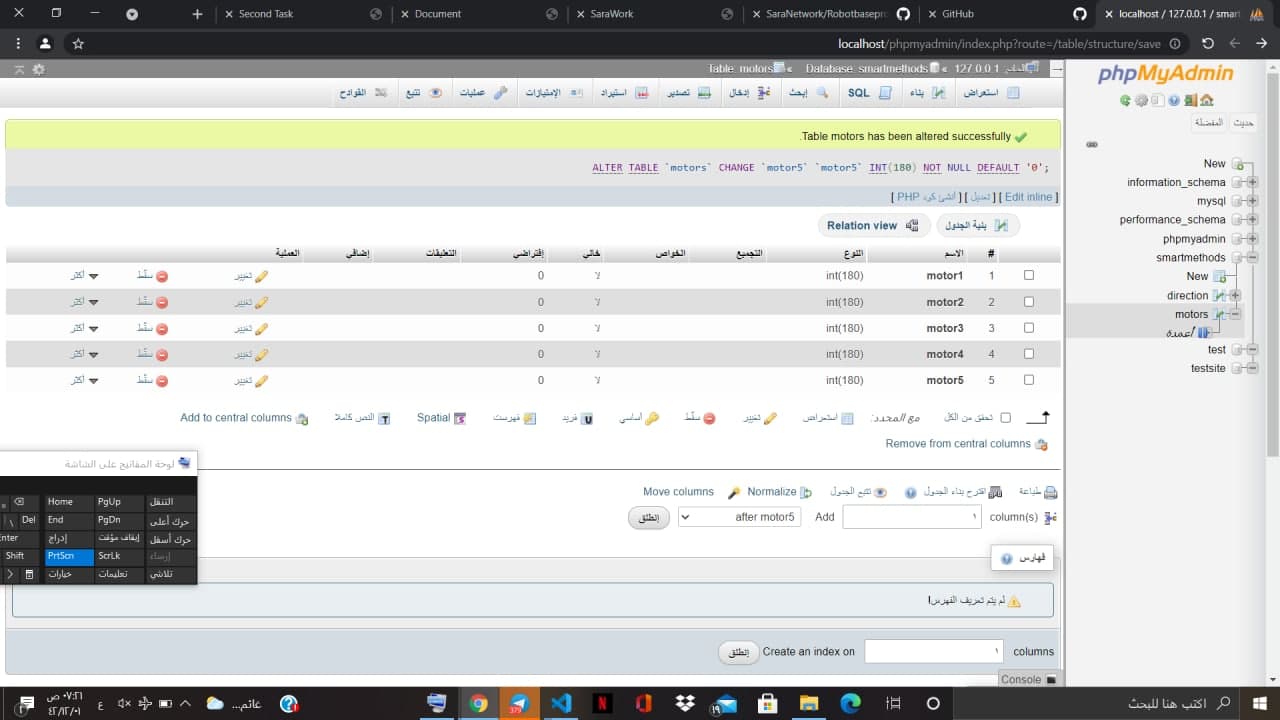 Second Task
Document
SaraWork
SaraNetwork/Robotbasepro
GitHub
localhost / 127.0.0.1 / smart
localhost/phpmyadmin/index.php?route=/table/structure/save
127.0.0.1 » Database: smartmethods » Table: motors
استعراض
بناء
SQL
إبحث
إدخال
تصدير
استيراد
الإمتيازات
عمليات
تتبع
القوادح
Table motors has been altered successfully.
ALTER TABLE `motors` CHANGE `motor5` `motor5` INT(180) NOT NULL DEFAULT '0';
[ Edit inline ] [ تعديل ] [ أنشئ كود PHP ]
بنية الجدول
Relation view
# الاسم النوع التجميع الخواص خالي إفتراضي التعليقات إضافي العملية
1 motor1 int(180) لا 0 تغيير سقّط أكثر
2 motor2 int(180) لا 0 تغيير سقّط أكثر
3 motor3 int(180) لا 0 تغيير سقّط أكثر
4 motor4 int(180) لا 0 تغيير سقّط أكثر
5 motor5 int(180) لا 0 تغيير سقّط أكثر
تحقق من الكل مع المحدد: استعراض تغيير سقّط أساسي فريد فهرست Spatial النص كاملا Add to central columns
Remove from central columns
طباعة اقترح بناء الجدول تتبع الجدول Normalize Move columns
column(s) ١ Add after motor5 إنطلق
فهارس
لم يتم تعريف الفهرس!
columns ١ Create an index on إنطلق
Console
phpMyAdmin
حديث
المفضلة
New
information_schema
mysql
performance_schema
phpmyadmin
smartmethods
New
direction
motors
أعمدة
test
testsite
لوحة المفاتيح على الشاشة
Home PgUp التنقل
Del End PgDn حرك أعلى
إدراج إيقاف مؤقت حرك أسفل
Shift PrtScn ScrLk إرساء
خيارات تعليمات تلاشي
اكتب هنا للبحث
غائم...
ع
٠٧:٢١ ص
٤٢/١٢/٠١